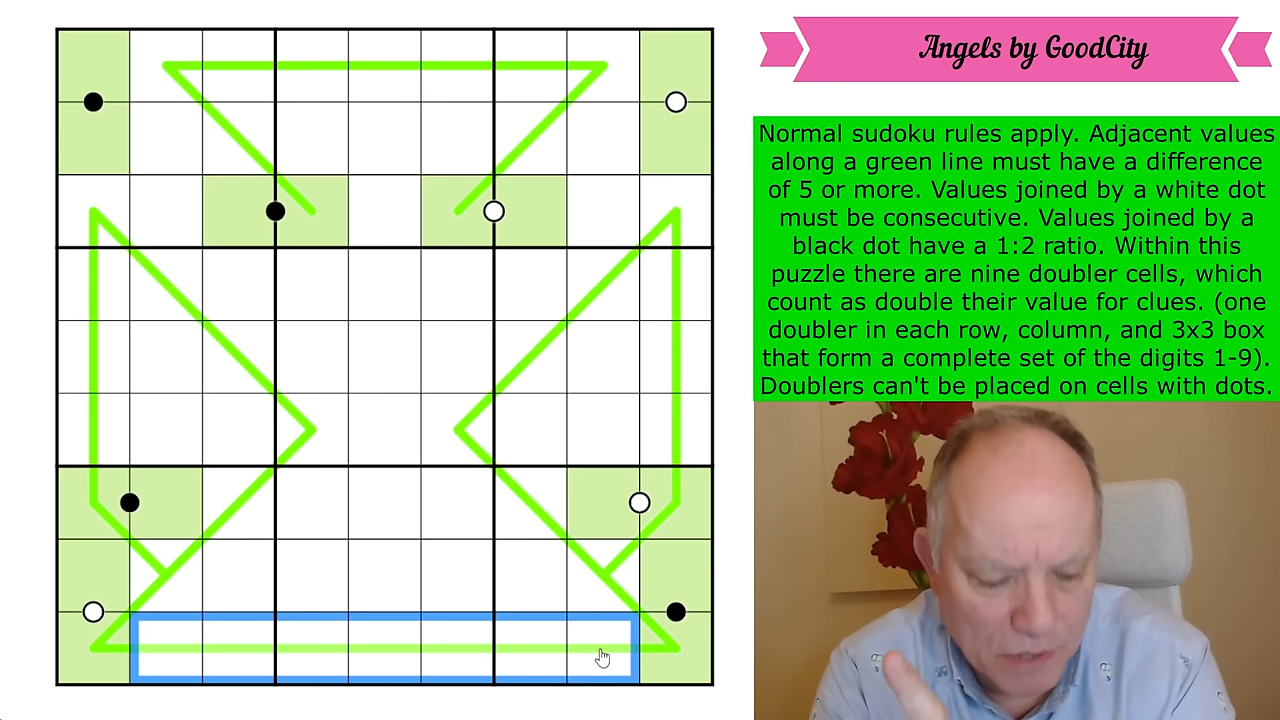 Angels by GoodCity
Normal sudoku rules apply. Adjacent values
along a green line must have a difference
of 5 or more. Values joined by a white dot
must be consecutive. Values joined by a
black dot have a 1:2 ratio. Within this
puzzle there are nine doubler cells, which
count as double their value for clues. (one
doubler in each row, column, and 3x3 box
that form a complete set of the digits 1-9).
Doublers can't be placed on cells with dots.